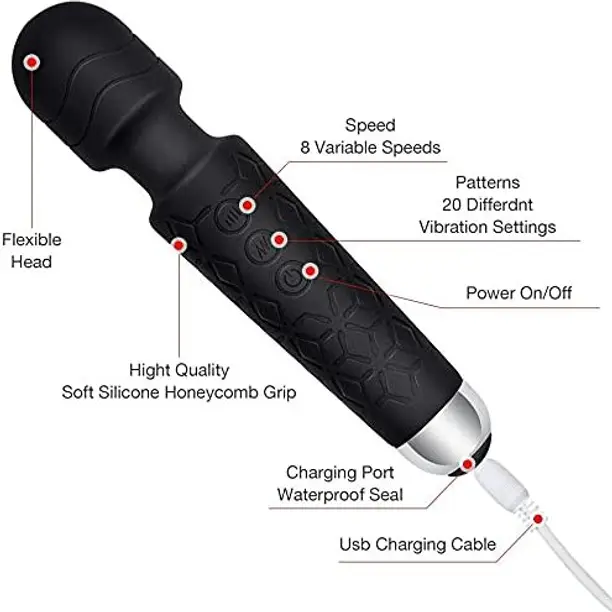 Speed
8 Variable Speeds
Patterns
20 Differdnt
Vibration Settings
Flexible
Head
Power On/Off
Hight Quality
Soft Silicone Honeycomb Grip
Charging Port
Waterproof Seal
Usb Charging Cable